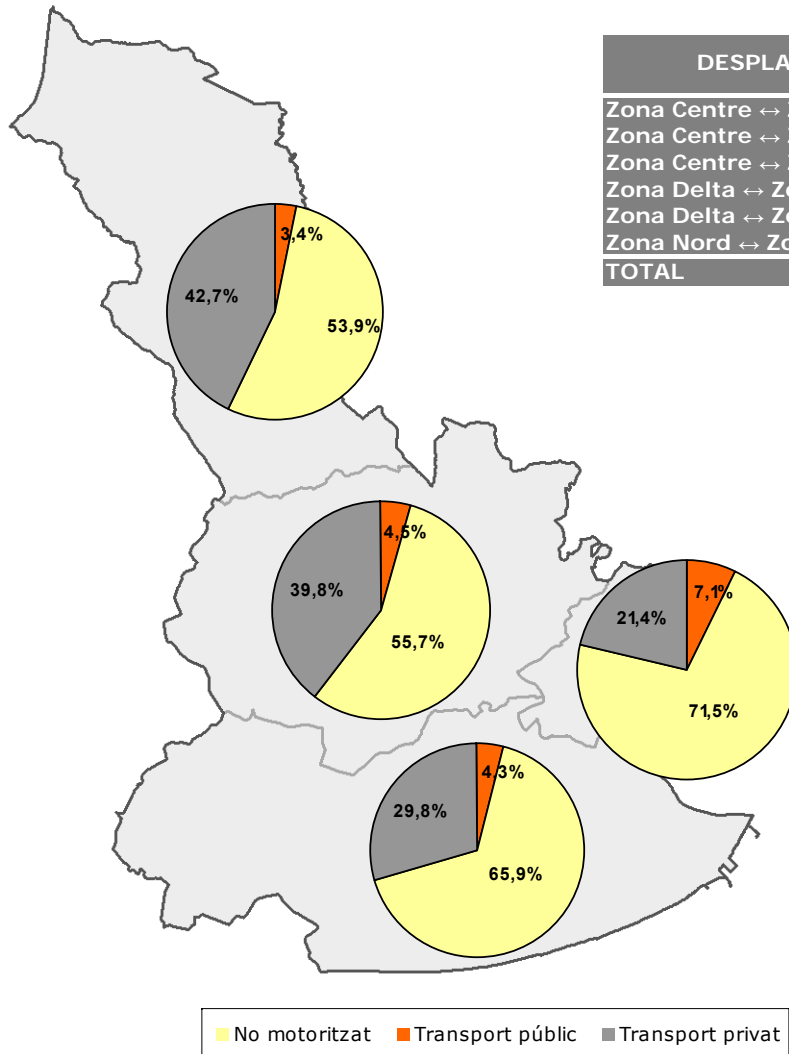 DESPLA
Zona Centre ↔
Zona Centre ↔
Zona Centre ↔
Zona Delta ↔
Zona Delta ↔
Zona Nord ↔
TOTAL
3,4%
42,7%
53,9%
4,5%
39,8%
55,7%
7,1%
21,4%
71,5%
4,3%
29,8%
65,9%
No motoritzat Transport públic Transport privat